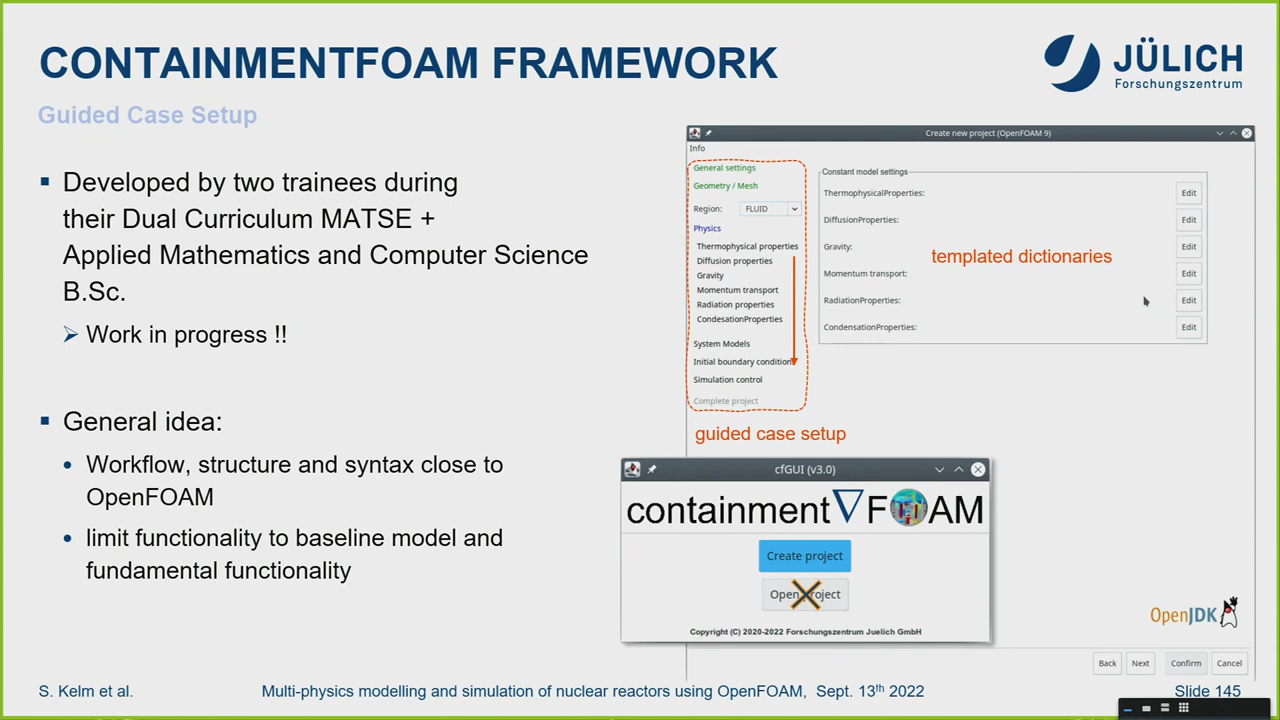 CONTAINMENTFOAM FRAMEWORK
JÜLICH
Forschungszentrum
Guided Case Setup
Developed by two trainees during
their Dual Curriculum MATSE +
Applied Mathematics and Computer Science
B.Sc.
Work in progress !!
General idea:
Workflow, structure and syntax close to
OpenFOAM
limit functionality to baseline model and
fundamental functionality
Create new project (OpenFOAM 9)
Info
General settings
Geometry / Mesh
Region: FLUID
Physics
Thermophysical properties
Diffusion properties
Gravity
Momentum transport
Radiation properties
CondesationProperties
System Models
Initial boundary conditions
Simulation control
Complete project
guided case setup
Constant model settings
ThermophysicalProperties: Edit
DiffusionProperties: Edit
Gravity: Edit
templated dictionaries
Momentum transport: Edit
RadiationProperties: Edit
CondensationProperties: Edit
cfGUI (v3.0)
containment FOAM
Create project
Open project
Copyright (C) 2020-2022 Forschungszentrum Juelich GmbH
OpenJDK
Back Next Confirm Cancel
S. Kelm et al. Multi-physics modelling and simulation of nuclear reactors using OpenFOAM, Sept. 13th 2022 Slide 145